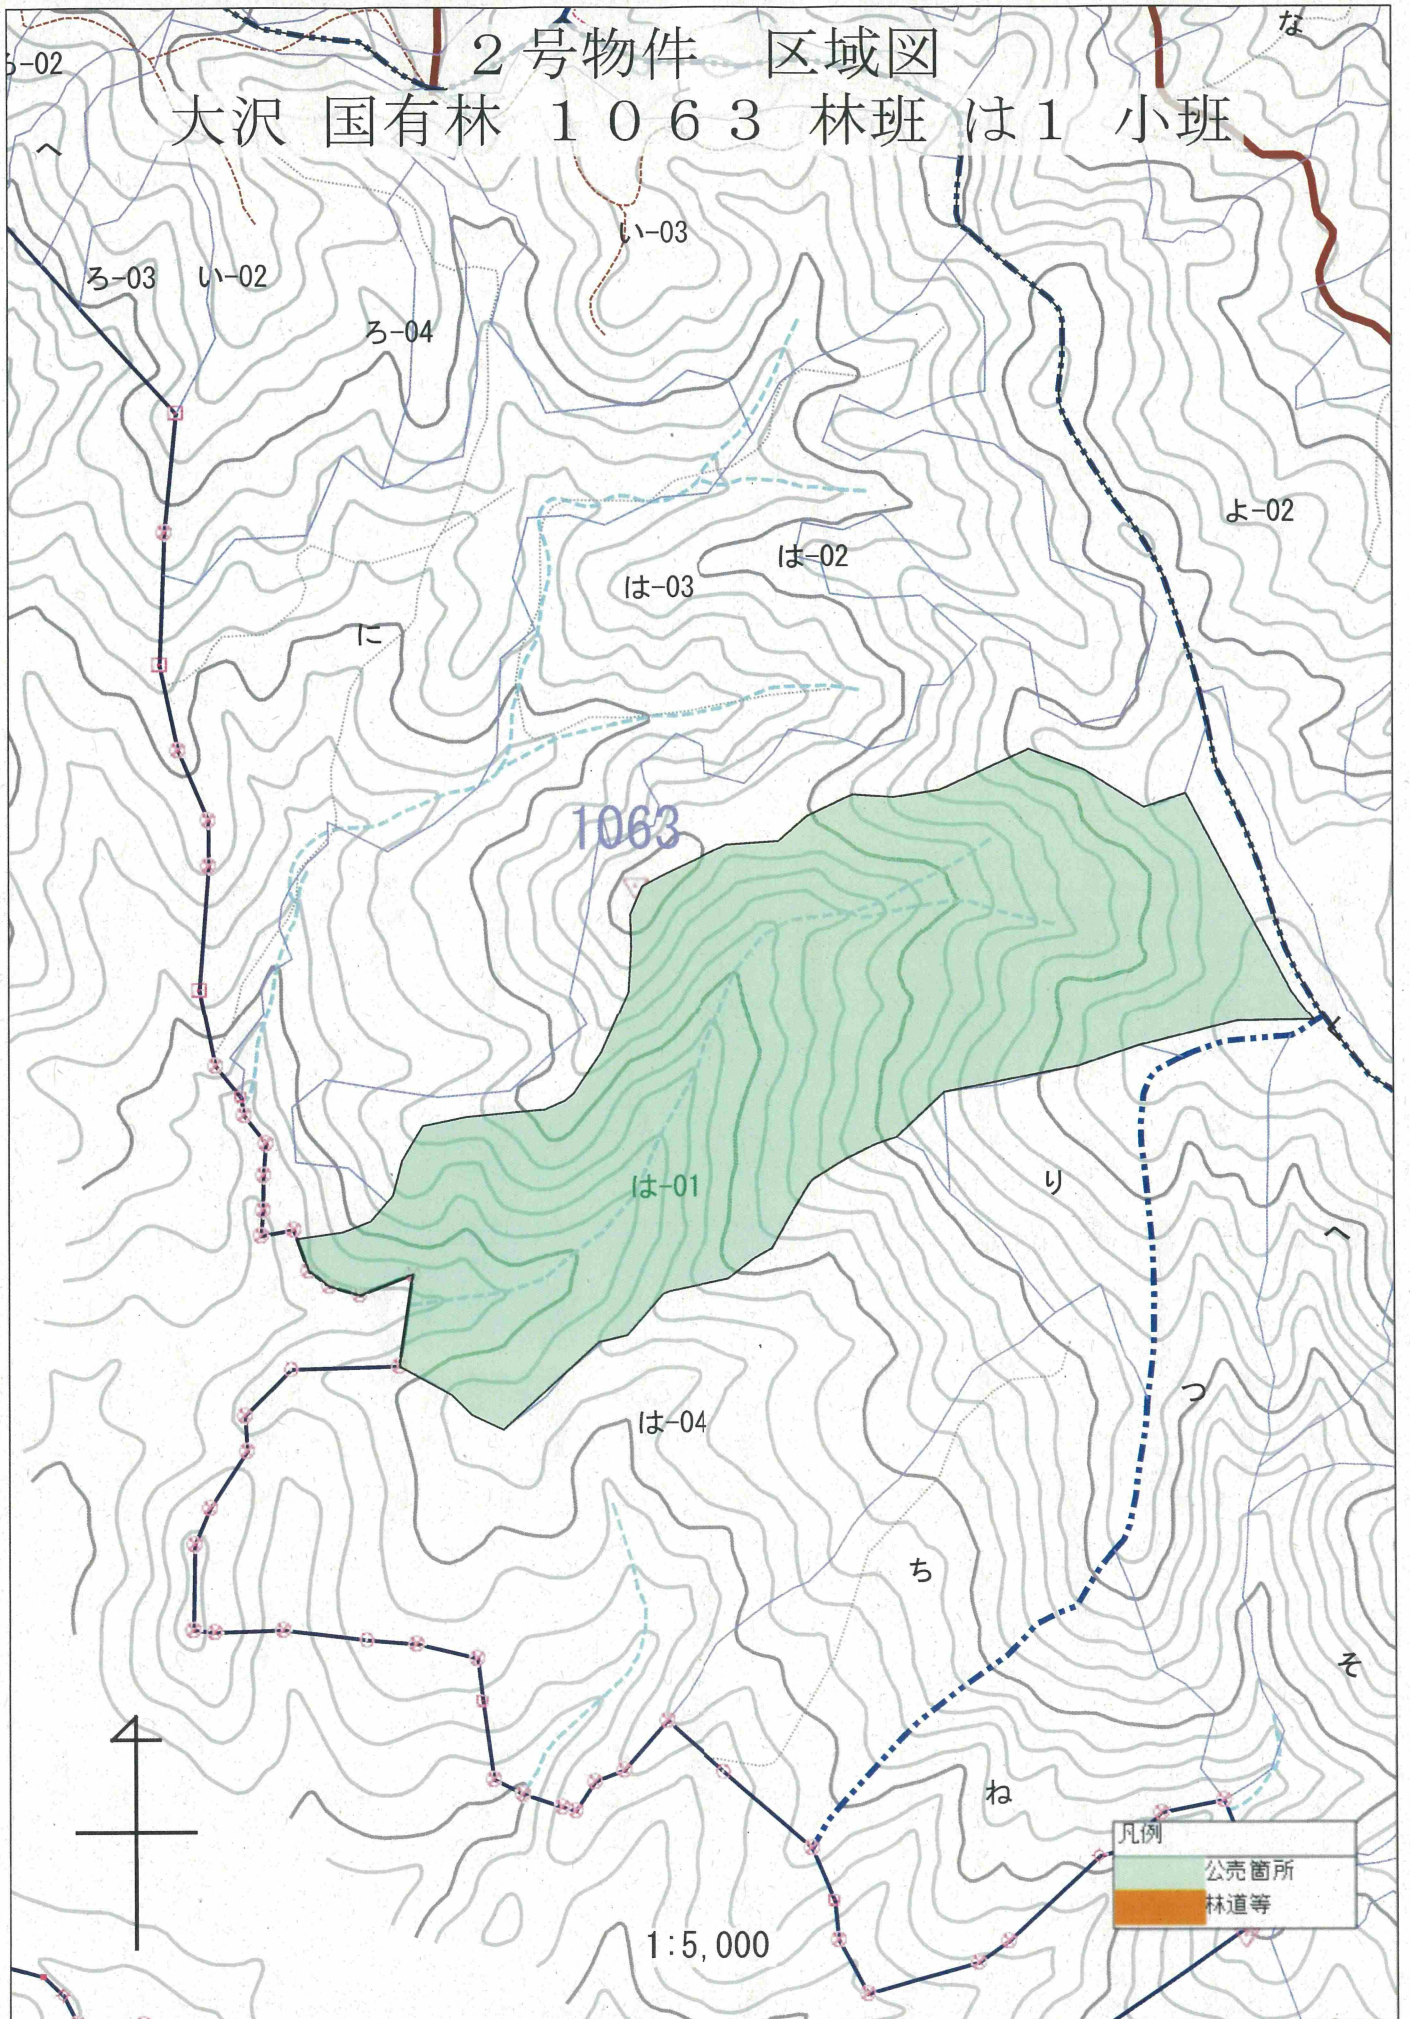 ２号物件　区域図
大沢 国有林 １０６３ 林班 は１ 小班
な
へ
い-03
ろ-03
い-02
ろ-04
よ-02
は-02
は-03
に
1063
は-01
り
へ
つ
は-04
ち
そ
ね
凡例
公売箇所
林道等
1:5,000